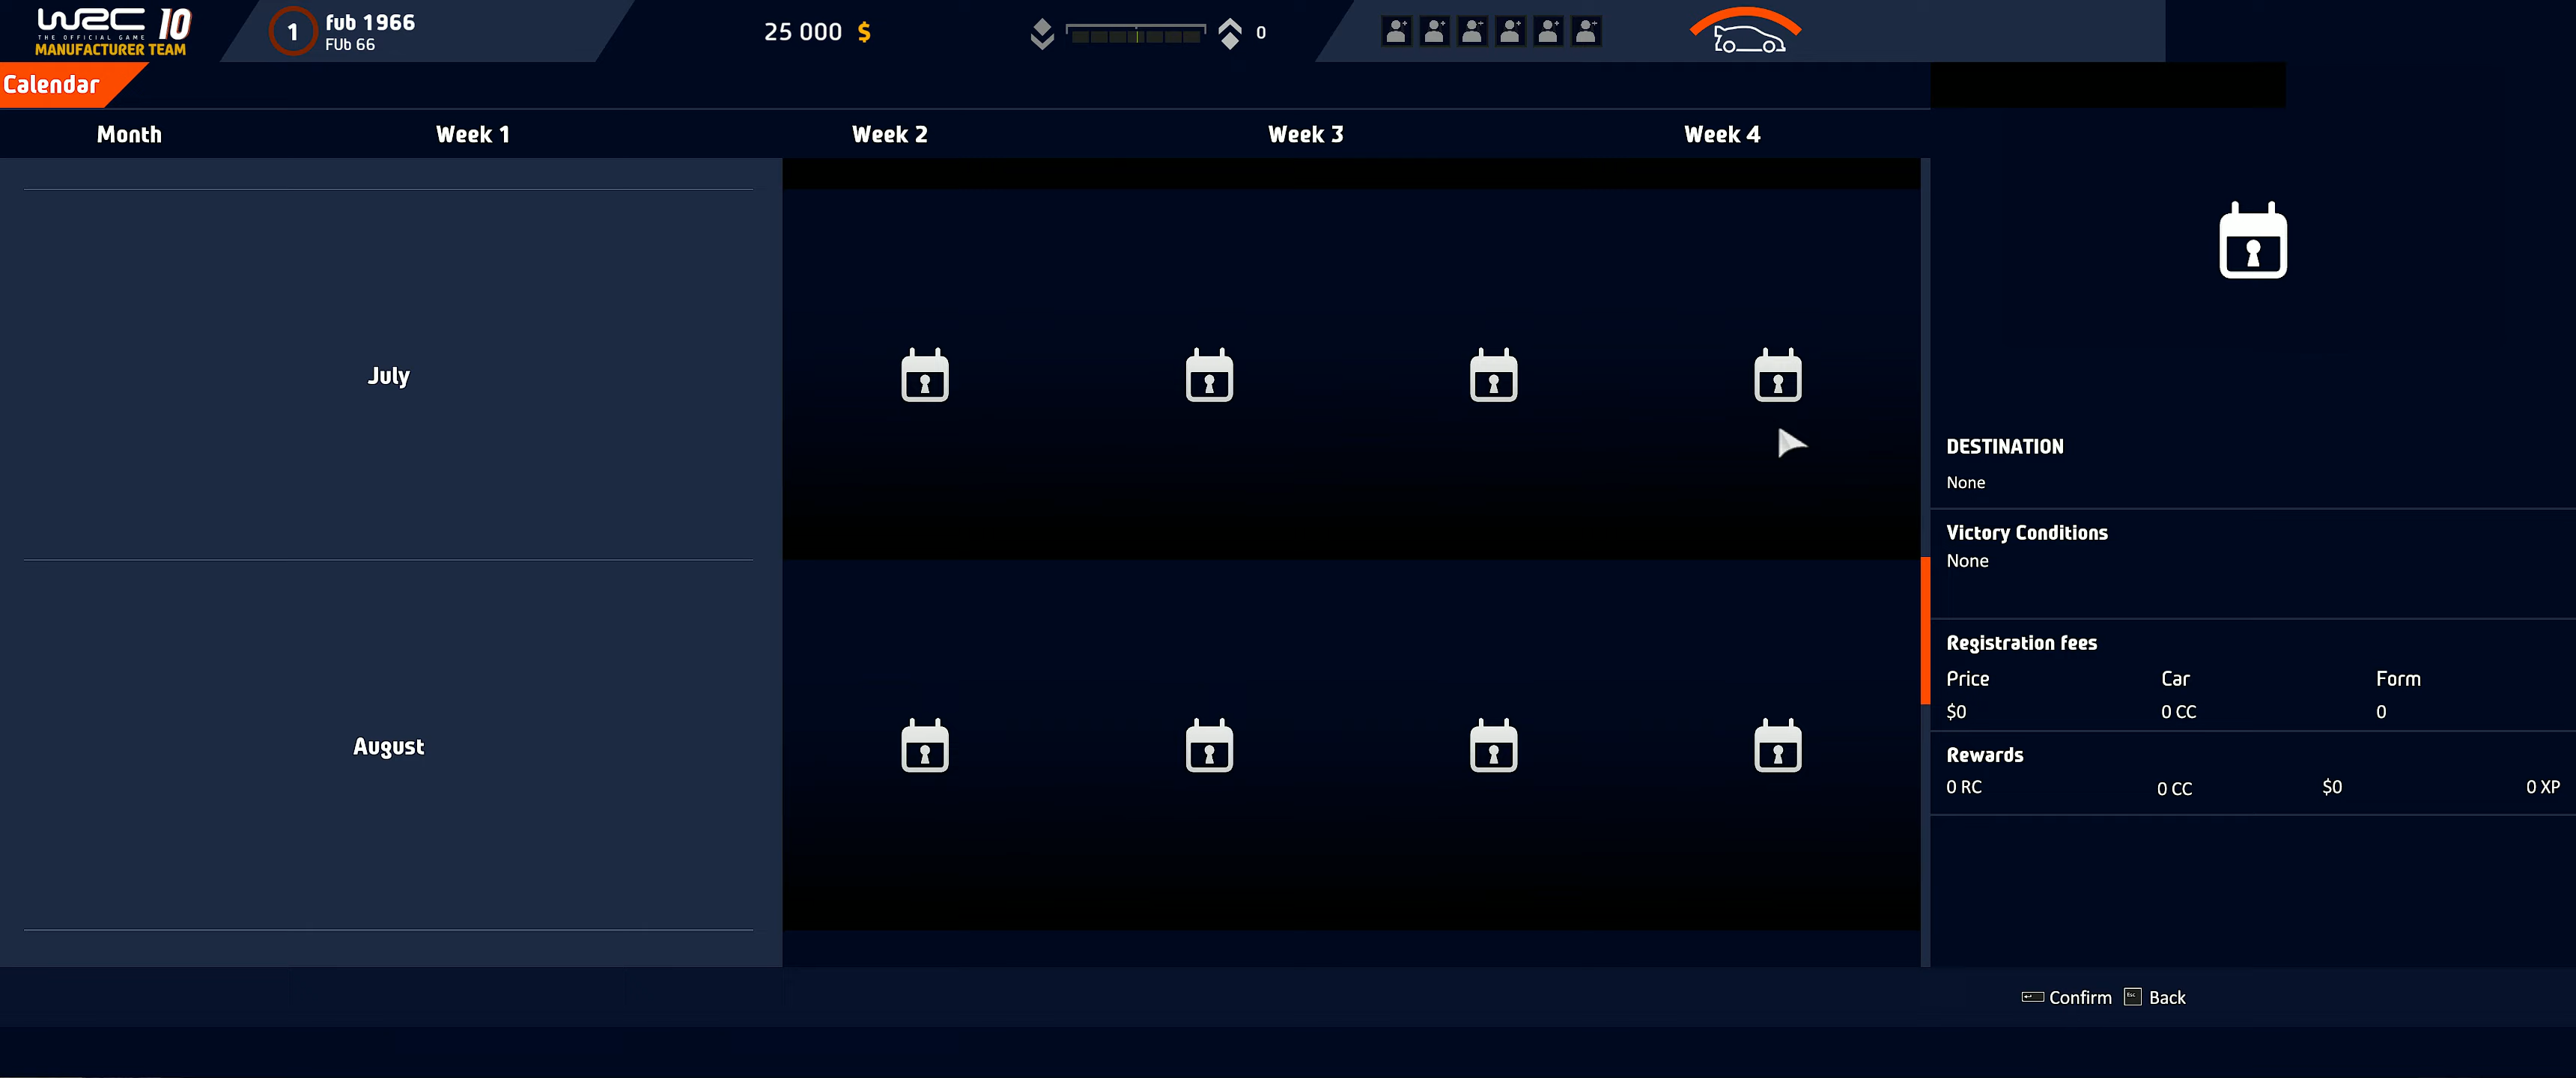 WRC 10
THE OFFICIAL GAME
MANUFACTURER TEAM
1
fub 1966
FUb 66
25 000 $
0
Calendar
Month Week 1 Week 2 Week 3 Week 4
July
August
DESTINATION
None
Victory Conditions
None
Registration fees
Price Car Form
$0 0 CC 0
Rewards
0 RC 0 CC $0 0 XP
Esc
Confirm Back